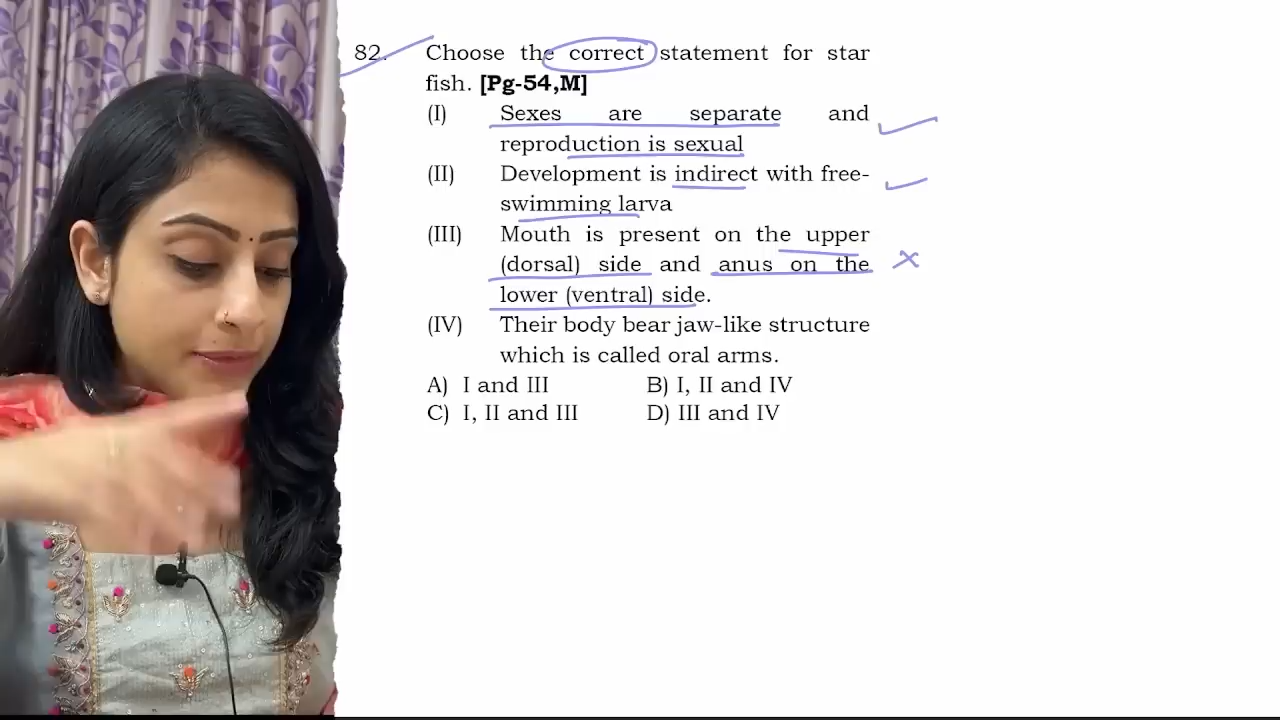 82. Choose the correct statement for star
fish. [Pg-54,M]
(I) Sexes are separate and
reproduction is sexual
(II) Development is indirect with free-
swimming larva
(III) Mouth is present on the upper
(dorsal) side and anus on the
lower (ventral) side.
(IV) Their body bear jaw-like structure
which is called oral arms.
A) I and III B) I, II and IV
C) I, II and III D) III and IV